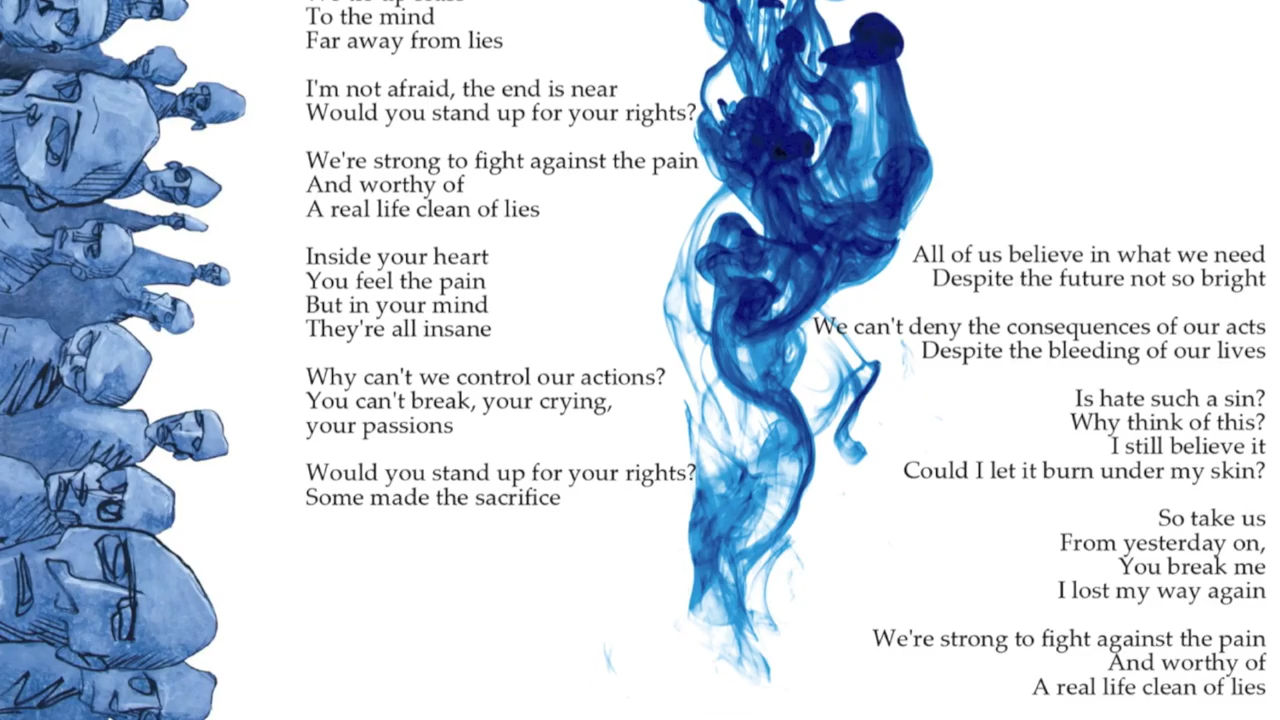 To the mind
Far away from lies
I'm not afraid, the end is near
Would you stand up for your rights?
We're strong to fight against the pain
And worthy of
A real life clean of lies
Inside your heart
You feel the pain
But in your mind
They're all insane
Why can't we control our actions?
You can't break, your crying,
your passions
Would you stand up for your rights?
Some made the sacrifice
All of us believe in what we need
Despite the future not so bright
We can't deny the consequences of our acts
Despite the bleeding of our lives
Is hate such a sin?
Why think of this?
I still believe it
Could I let it burn under my skin?
So take us
From yesterday on,
You break me
I lost my way again
We're strong to fight against the pain
And worthy of
A real life clean of lies